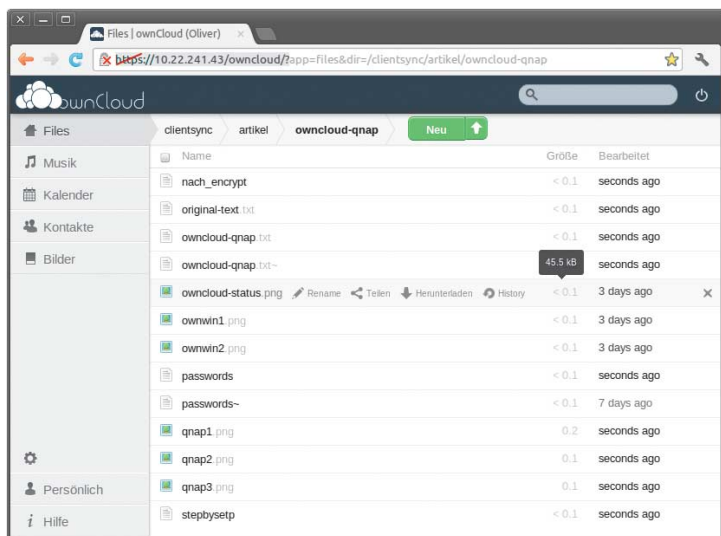 Files | ownCloud (Oliver)
https://10.22.241.43/owncloud/?app=files&dir=/clientsync/artikel/owncloud-qnap
ownCloud
Files
clientsync artikel owncloud-qnap Neu
Musik
Kalender
Kontakte
Bilder
Name Größe Bearbeitet
nach_encrypt < 0.1 seconds ago
original-text.txt < 0.1 seconds ago
owncloud-qnap.txt < 0.1 seconds ago
owncloud-qnap.txt~ seconds ago
45.5 kB
owncloud-status.png Rename Teilen Herunterladen History < 0.1 3 days ago
ownwin1.png < 0.1 3 days ago
ownwin2.png < 0.1 3 days ago
passwords < 0.1 seconds ago
passwords~ < 0.1 7 days ago
qnap1.png 0.2 seconds ago
qnap2.png 0.1 seconds ago
qnap3.png 0.1 seconds ago
stepbysetp < 0.1 seconds ago
Persönlich
Hilfe